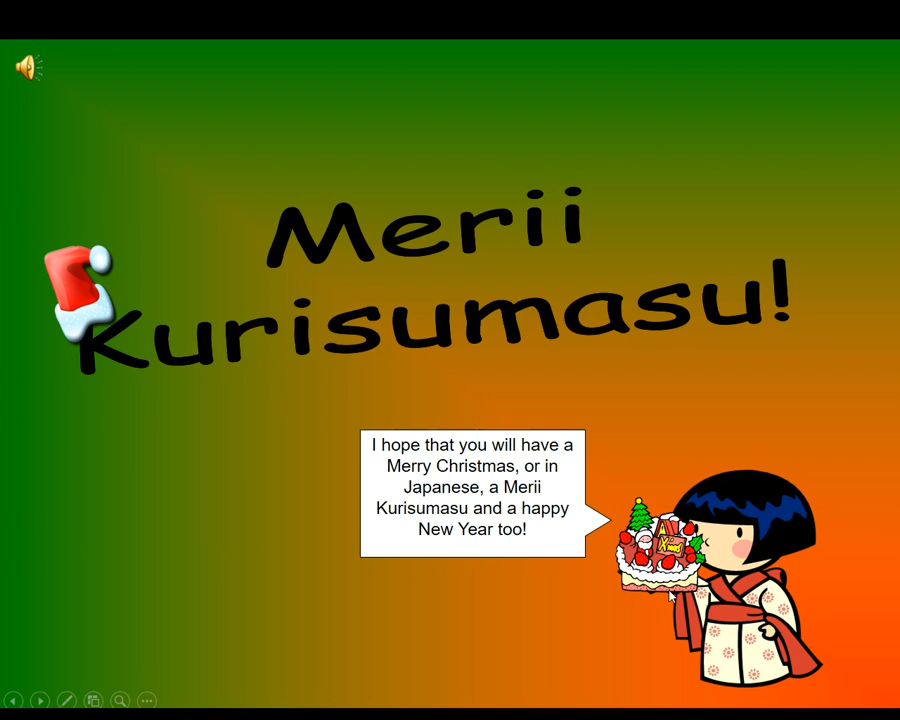 Merii
Kurisumasu!
I hope that you will have a
Merry Christmas, or in
Japanese, a Merii
Kurisumasu and a happy
New Year too!
Xmas